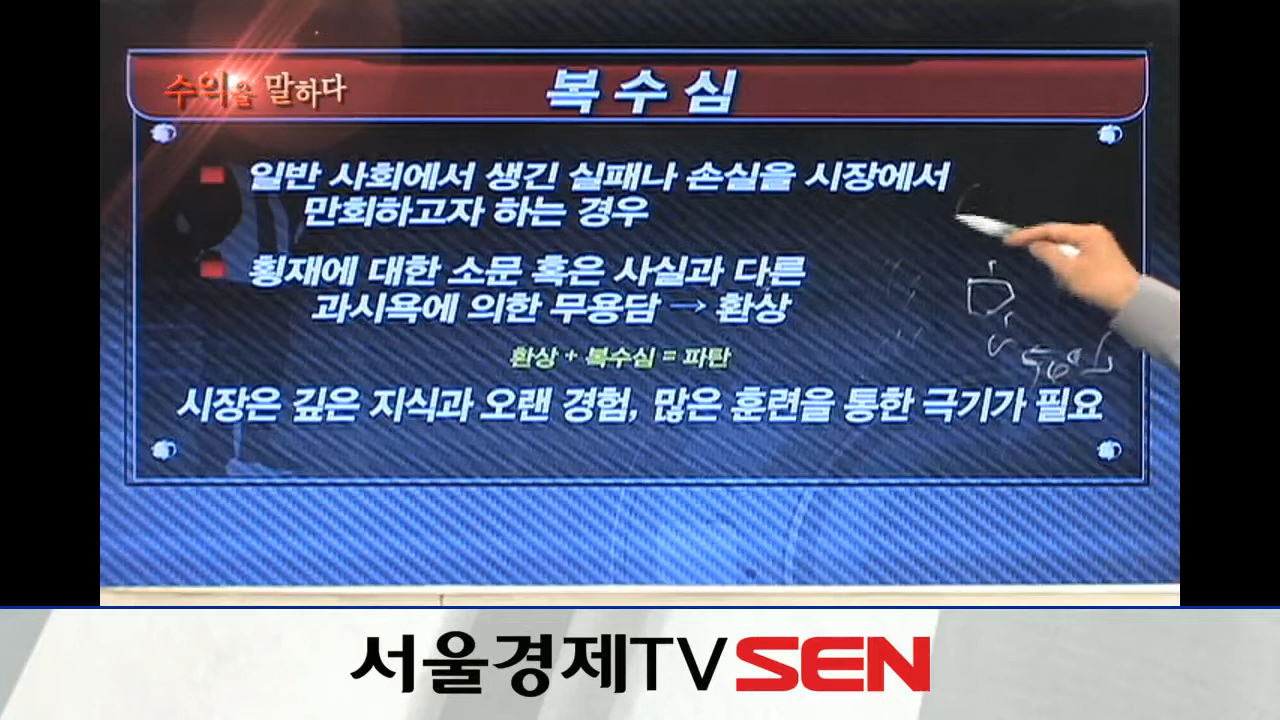 수익을 말하다
복수심
일반 사회에서 생긴 실패나 손실을 시장에서
만회하고자 하는 경우
횡재에 대한 소문 혹은 사실과 다른
과시욕에 의한 무용담 → 환상
환상 + 복수심 = 파탄
시장은 깊은 지식과 오랜 경험, 많은 훈련을 통한 극기가 필요
서울경제TV SEN